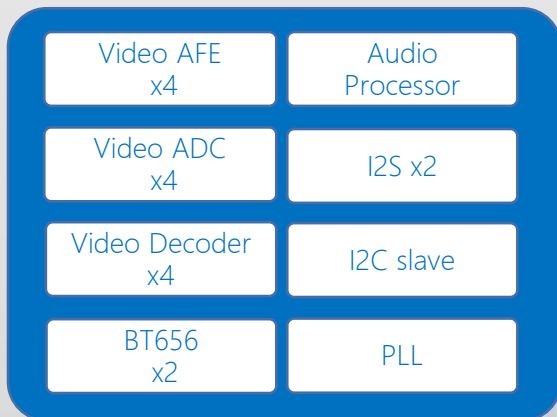 Video AFE
x4
Audio
Processor
Video ADC
x4
I2S x2
Video Decoder
x4
I2C slave
BT656
x2
PLL